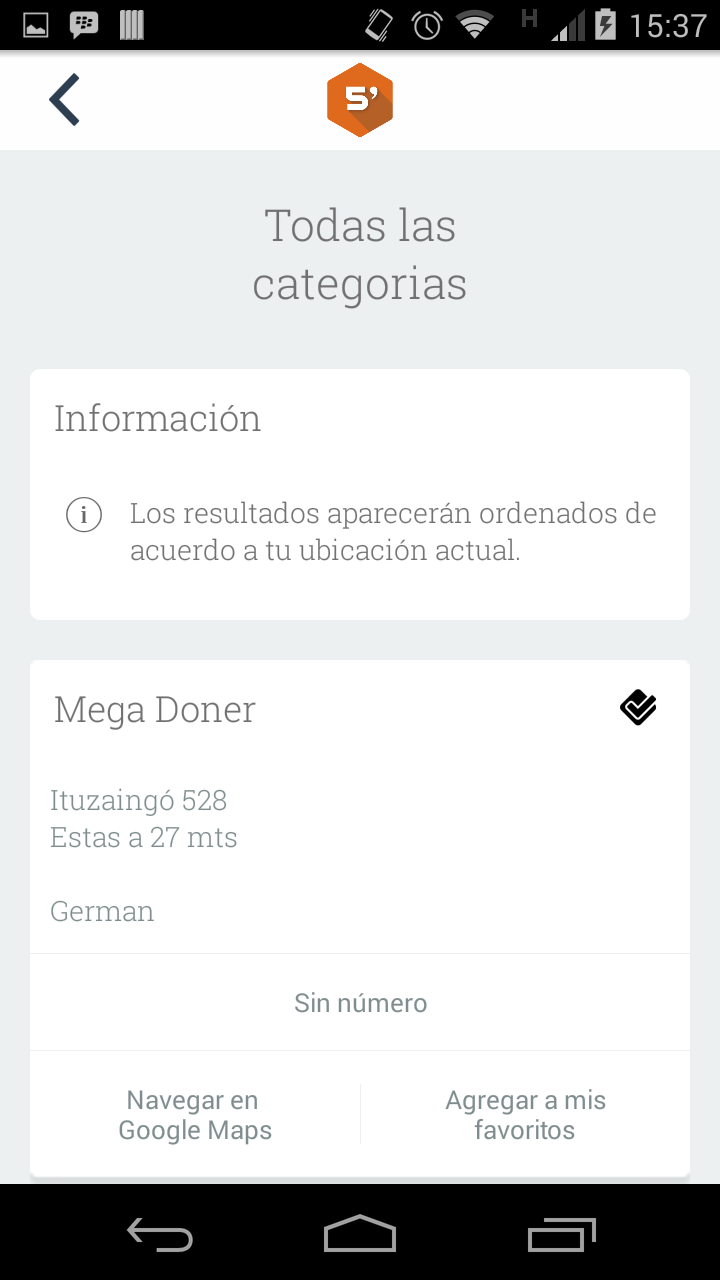 H
15:37
5’
Todas las
categorias
Información
i
Los resultados aparecerán ordenados de
acuerdo a tu ubicación actual.
Mega Doner
Ituzaingó 528
Estas a 27 mts
German
Sin número
Navegar en
Google Maps
Agregar a mis
favoritos